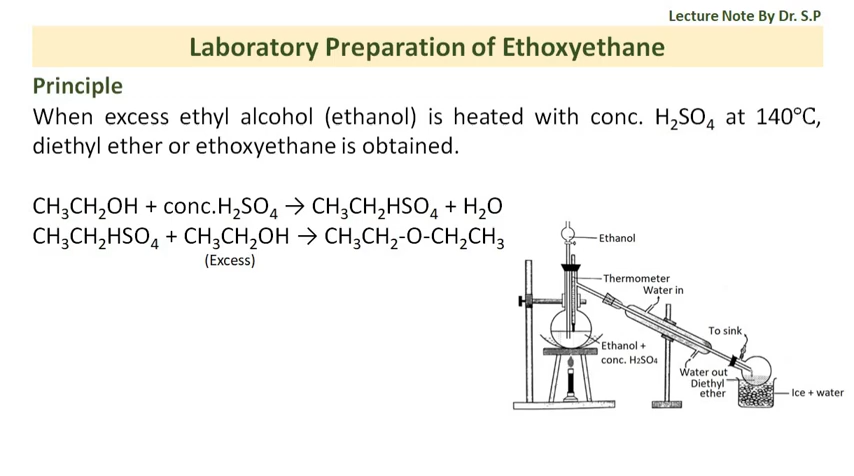 Lecture Note By Dr. S.P
Laboratory Preparation of Ethoxyethane
Principle
When excess ethyl alcohol (ethanol) is heated with conc. H₂SO₄ at 140°C,
diethyl ether or ethoxyethane is obtained.
CH₃CH₂OH + conc.H₂SO₄ → CH₃CH₂HSO₄ + H₂O
CH₃CH₂HSO₄ + CH₃CH₂OH → CH₃CH₂-O-CH₂CH₃
(Excess)
Ethanol
Thermometer
Water in
To sink
Ethanol +
conc. H₂SO₄
Water out
Diethyl
ether
Ice + water